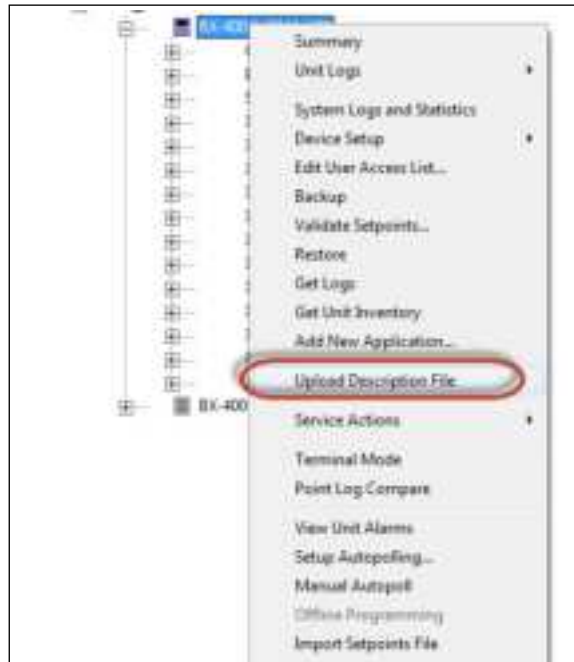 BX-400
Summary
Unit Logs
System Logs and Statistics
Device Setup
Edit User Access List...
Backup
Validate Setpoints...
Restore
Get Logs
Get Unit Inventory
Add New Application...
Upload Description File
BX-400
Service Actions
Terminal Mode
Point Log Compare
View Unit Alarms
Setup Autopolling...
Manual Autopoll
Offline Programming
Import Setpoints File